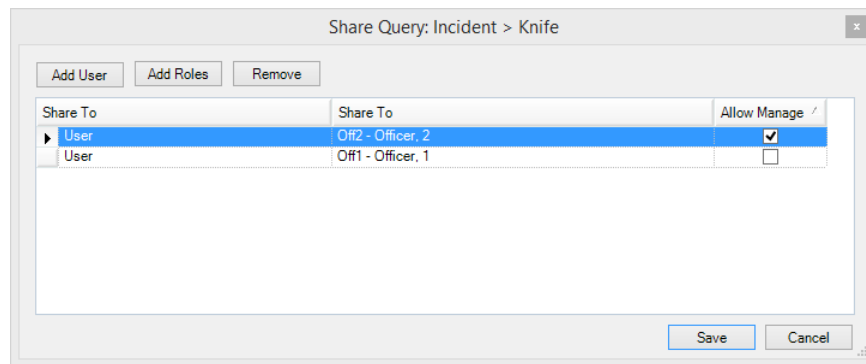 Share Query: Incident > Knife
x
Add User Add Roles Remove
Share To Share To Allow Manage
User Off2 - Officer, 2
User Off1 - Officer, 1
Save Cancel